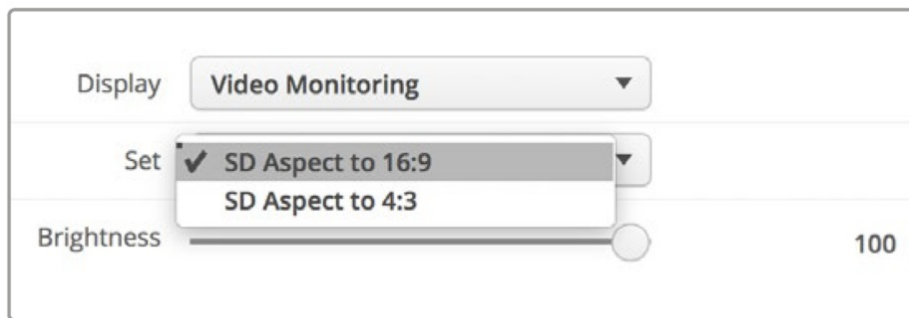 Display Video Monitoring
Set SD Aspect to 16:9
SD Aspect to 4:3
Brightness 100